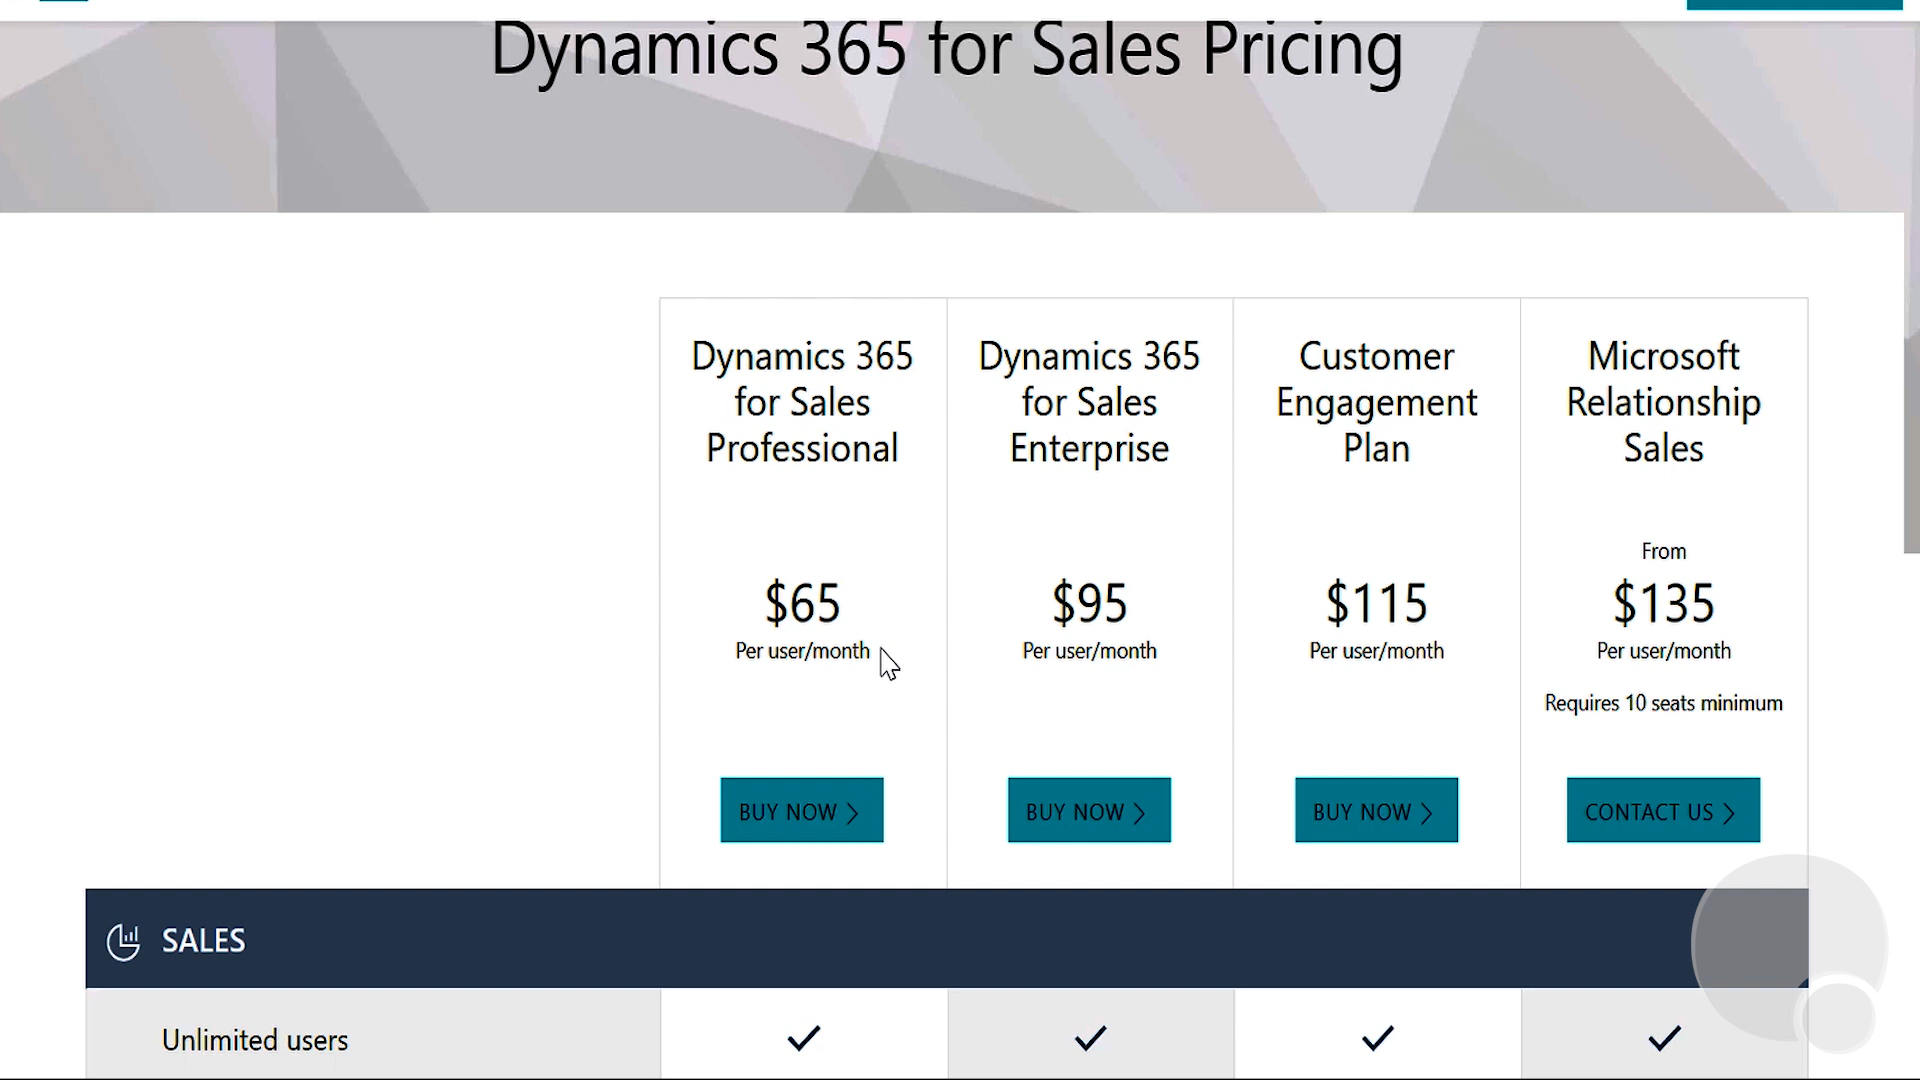 Dynamics 365 for Sales Pricing
Dynamics 365
for Sales
Professional
$65
Per user/month
BUY NOW
Dynamics 365
for Sales
Enterprise
$95
Per user/month
BUY NOW
Customer
Engagement
Plan
$115
Per user/month
BUY NOW
Microsoft
Relationship
Sales
From
$135
Per user/month
Requires 10 seats minimum
CONTACT US
SALES
Unlimited users